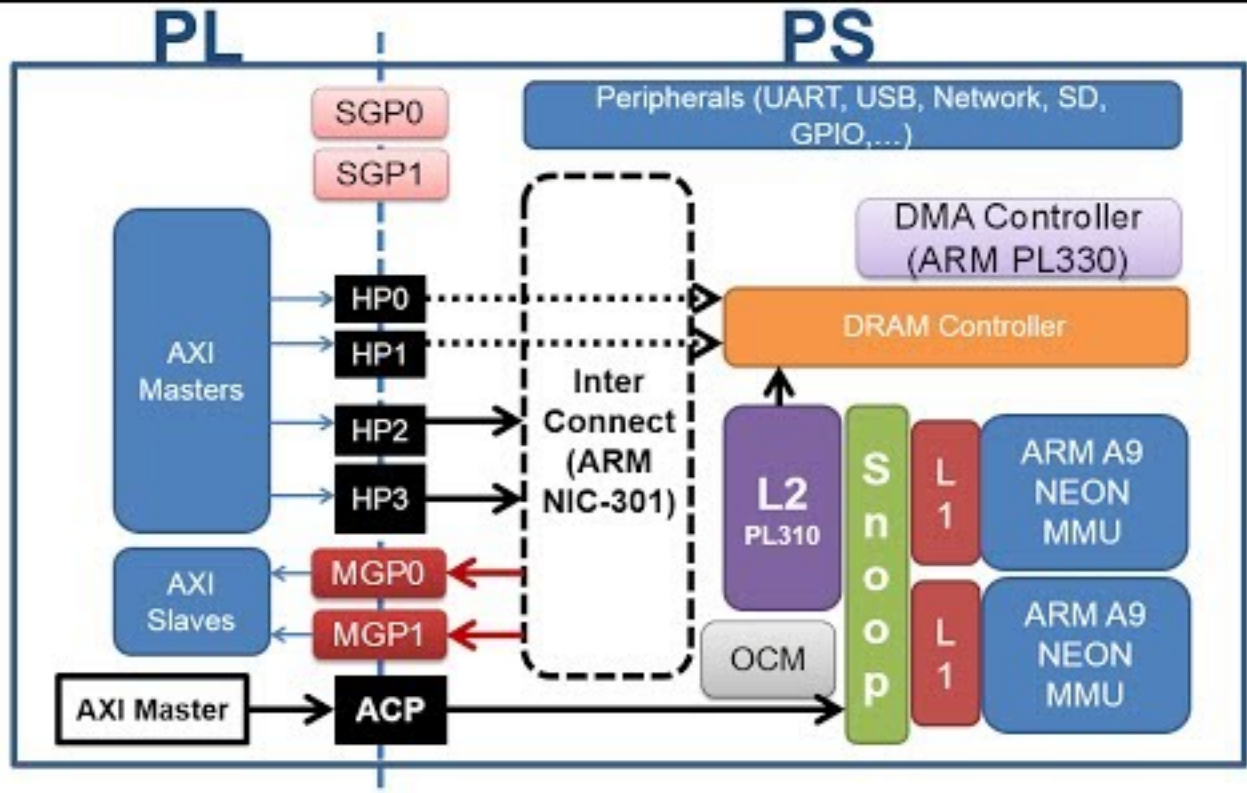 PL
PS
SGP0
SGP1
Peripherals (UART, USB, Network, SD,
GPIO,...)
DMA Controller
(ARM PL330)
AXI
Masters
HP0
HP1
HP2
HP3
Inter
Connect
(ARM
NIC-301)
DRAM Controller
L2
PL310
S
n
o
o
p
L
1
ARM A9
NEON
MMU
L
1
ARM A9
NEON
MMU
AXI
Slaves
MGP0
MGP1
OCM
AXI Master
ACP